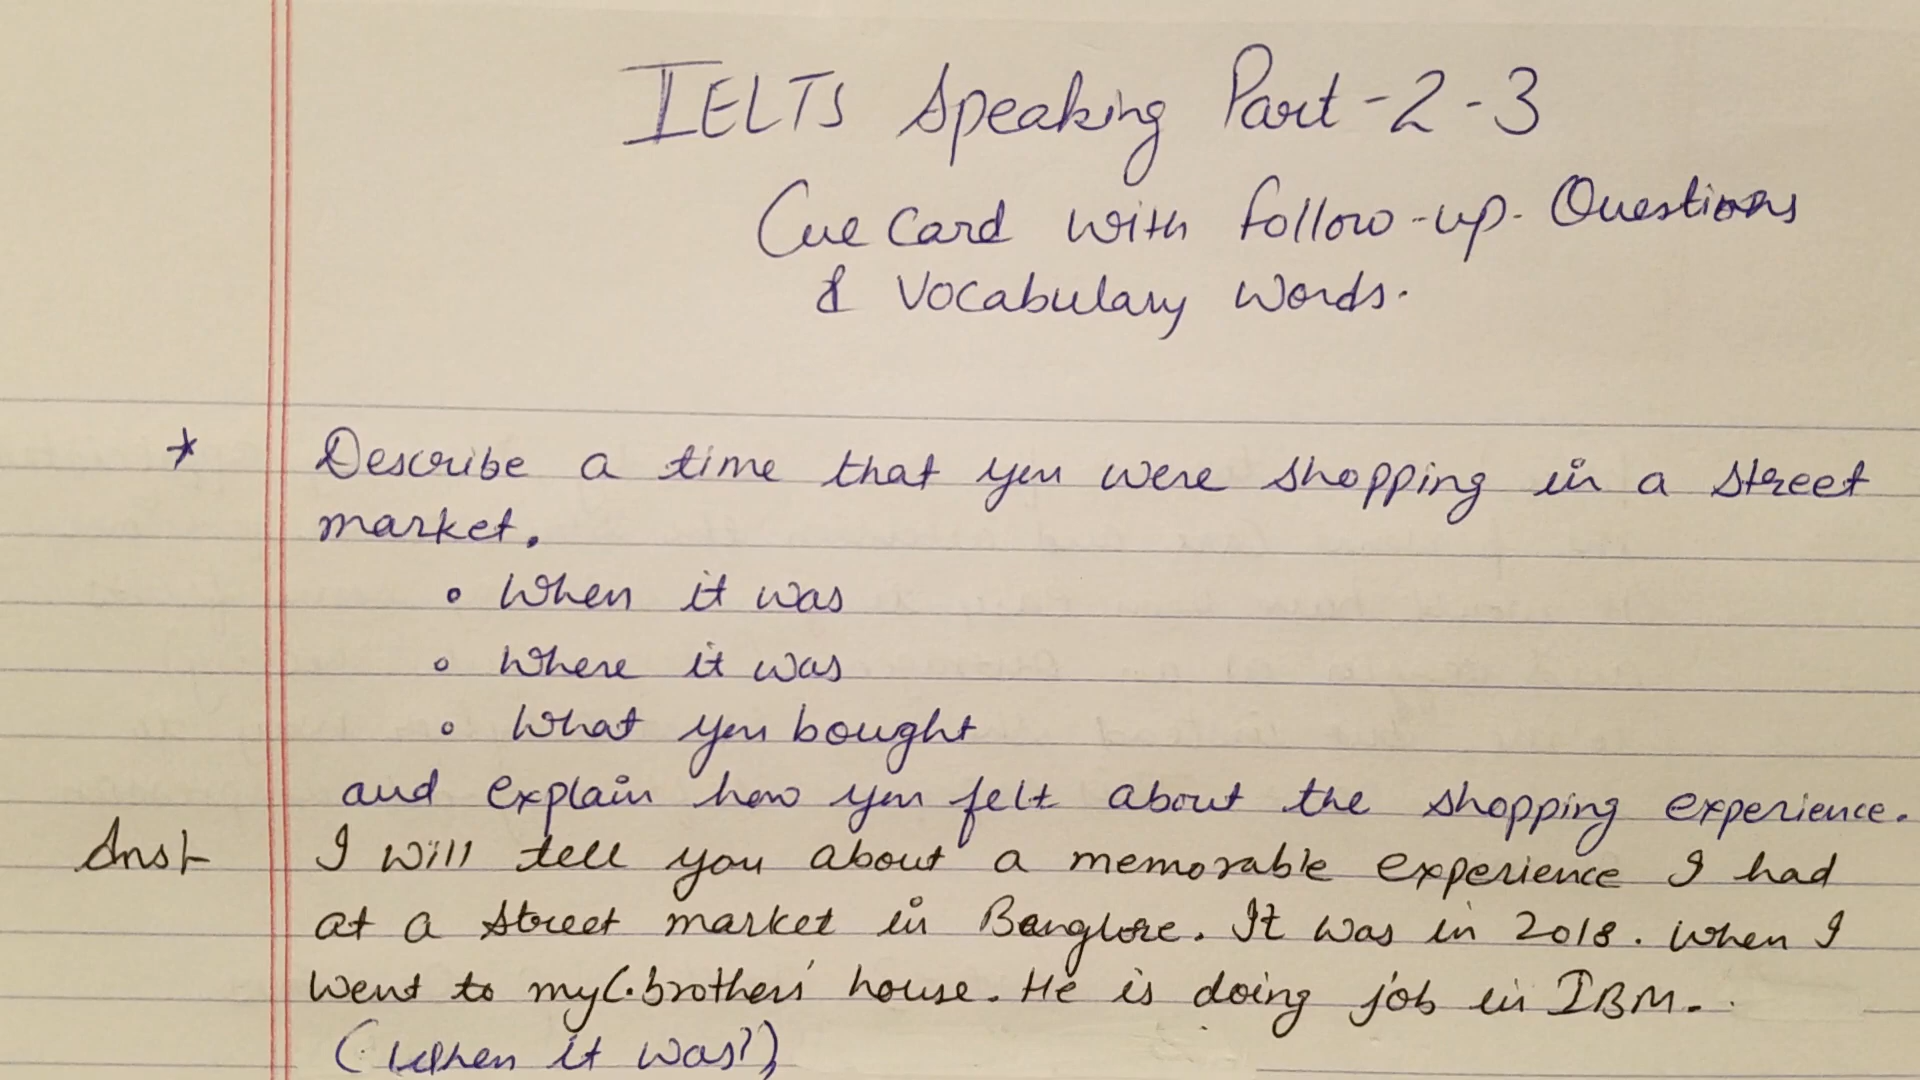 IELTS Speaking Part-2-3
Cue Card with follow-up- Questions
& Vocabulary Words.
* Describe a time that you were shopping in a street
market.
◦ When it was
◦ Where it was
◦ What you bought
and explain how you felt about the shopping experience.
Ans:- I will tell you about a memorable experience I had
at a street market in Banglore. It was in 2018. when I
went to my C. brothers' house. He is doing job in IBM.
(When it was?)